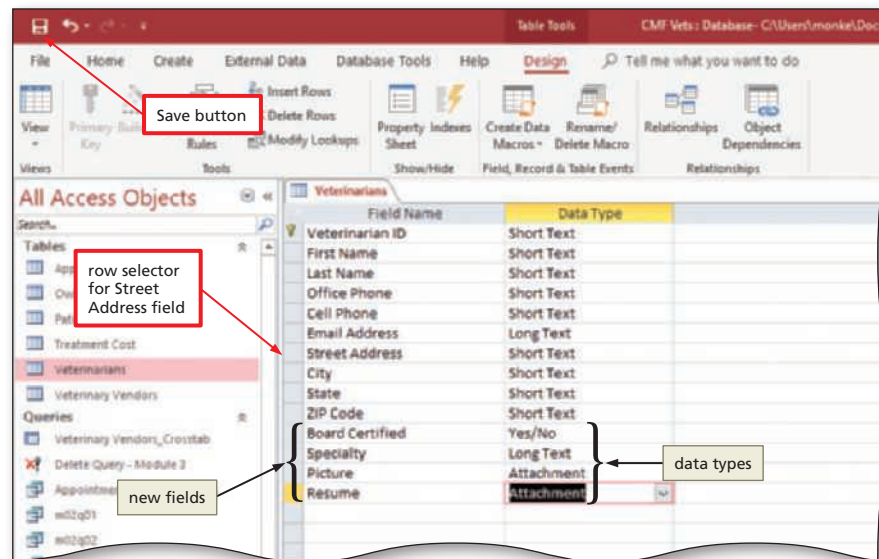 Table Tools CMF Vets : Database- C:\Users\monke\Doc
File Home Create External Data Database Tools Help Design Tell me what you want to do
Insert Rows
Delete Rows
Modify Lookups
Save button
View
Primary
Key
Rules
Property
Sheet
Indexes
Create Data
Macros
Rename/
Delete Macro
Relationships
Object
Dependencies
Views Tools Show/Hide Field, Record & Table Events Relationships
All Access Objects
Search...
Tables
row selector
for Street
Address field
Treatment Cost
Veterinarians
Veterinary Vendors
Queries
Veterinary Vendors_Crosstab
Delete Query - Module 3
m02q01
m02q02
Veterinarians
Field Name Data Type
Veterinarian ID Short Text
First Name Short Text
Last Name Short Text
Office Phone Short Text
Cell Phone Short Text
Email Address Long Text
Street Address Short Text
City Short Text
State Short Text
ZIP Code Short Text
Board Certified Yes/No
Specialty Long Text
Picture Attachment
Resume Attachment
new fields
data types